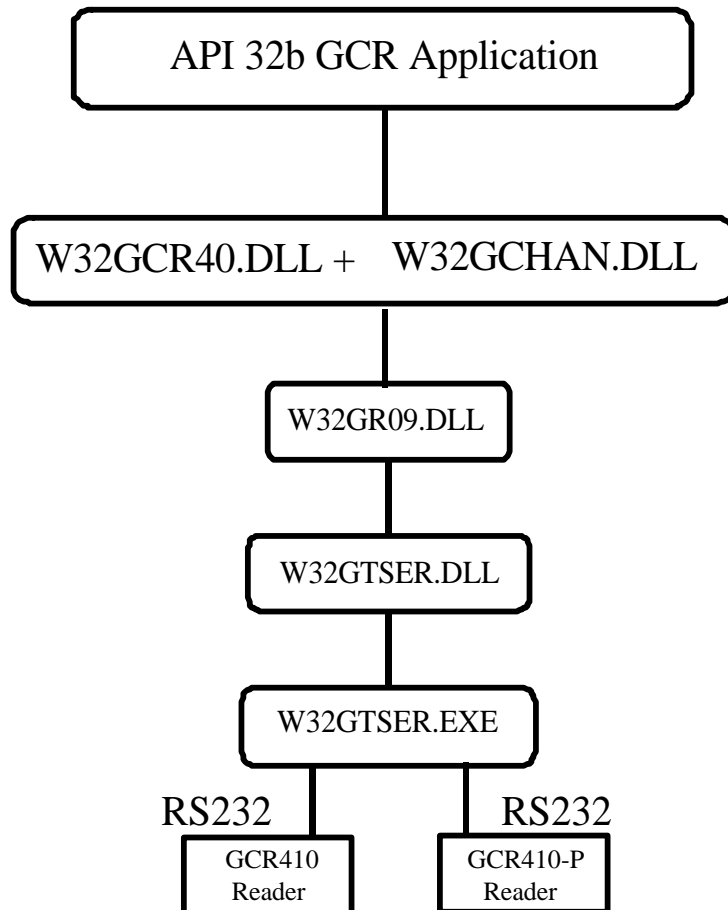 API 32b GCR Application
W32GCR40.DLL + W32GCHAN.DLL
W32GR09.DLL
W32GTSER.DLL
W32GTSER.EXE
RS232 RS232
GCR410 GCR410-P
Reader Reader